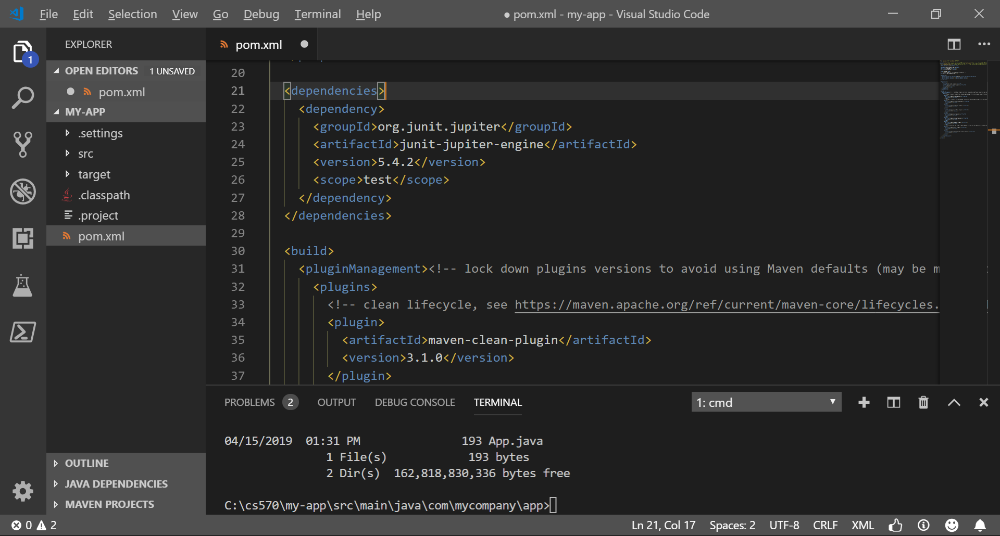 File Edit Selection View Go Debug Terminal Help
● pom.xml - my-app - Visual Studio Code
1
EXPLORER
OPEN EDITORS 1 UNSAVED
pom.xml
MY-APP
.settings
src
target
.classpath
.project
pom.xml
OUTLINE
JAVA DEPENDENCIES
MAVEN PROJECTS
pom.xml
20
21 <dependencies>
22 <dependency>
23 <groupId>org.junit.jupiter</groupId>
24 <artifactId>junit-jupiter-engine</artifactId>
25 <version>5.4.2</version>
26 <scope>test</scope>
27 </dependency>
28 </dependencies>
29
30 <build>
31 <pluginManagement><!-- lock down plugins versions to avoid using Maven defaults (may be m
32 <plugins>
33 <!-- clean lifecycle, see https://maven.apache.org/ref/current/maven-core/lifecycles.
34 <plugin>
35 <artifactId>maven-clean-plugin</artifactId>
36 <version>3.1.0</version>
37 </plugin>
PROBLEMS 2 OUTPUT DEBUG CONSOLE TERMINAL 1: cmd
04/15/2019 01:31 PM 193 App.java
1 File(s) 193 bytes
2 Dir(s) 162,818,830,336 bytes free
C:\cs570\my-app\src\main\java\com\mycompany\app>
0 2 Ln 21, Col 17 Spaces: 2 UTF-8 CRLF XML